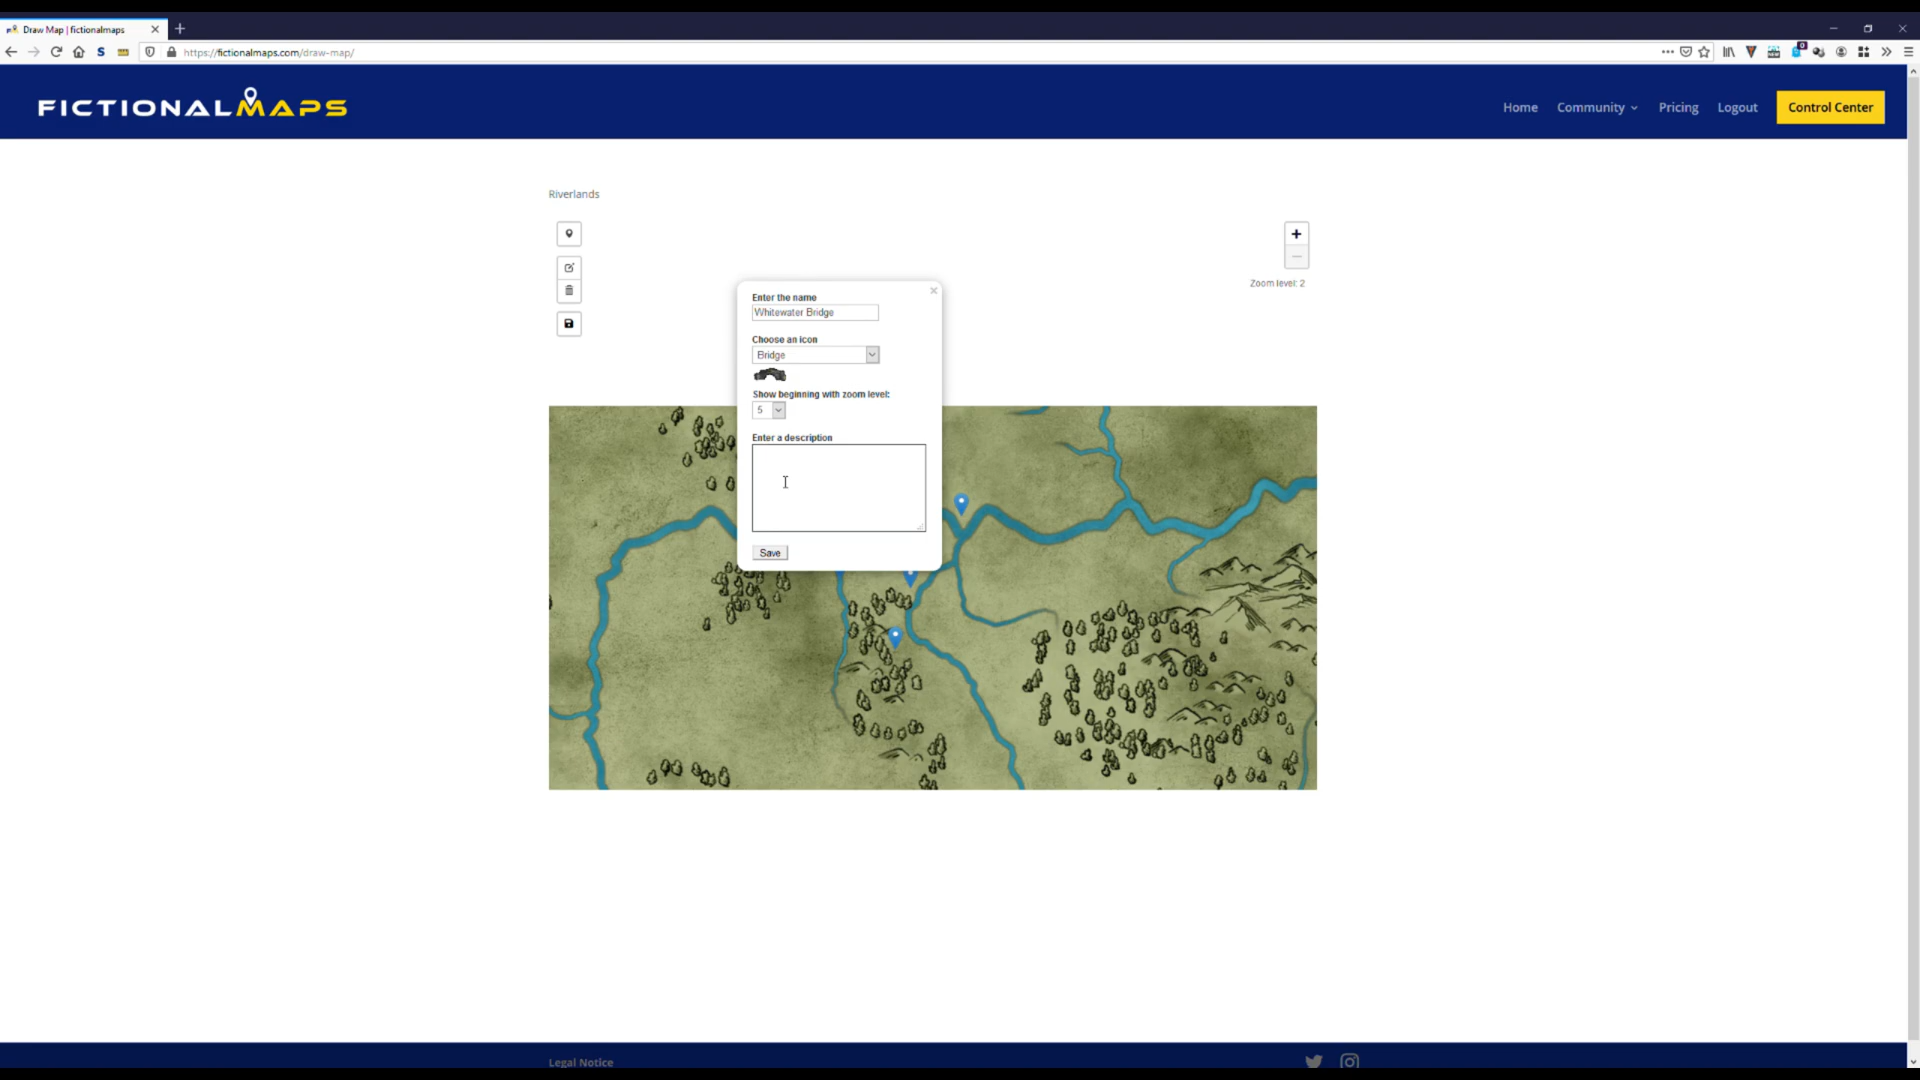 Draw Map | fictionalmaps
https://fictionalmaps.com/draw-map/
FICTIONALMAPS
Home
Community
Pricing
Logout
Control Center
Riverlands
+
Zoom level: 2
Enter the name
Whitewater Bridge
Choose an icon
Bridge
Show beginning with zoom level:
5
Enter a description
Save
Legal Notice